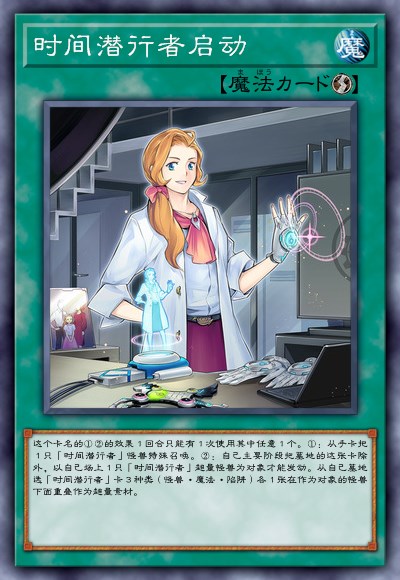 时间潜行者启动
魔
【魔法カード】
まほう
这个卡名的①②的效果1回合只能有1次使用其中任意1个。①:从手卡把
1只「时间潜行者」怪兽特殊召唤。②:自己主要阶段把墓地的这张卡除
外,以自己场上1只「时间潜行者」超量怪兽为对象才能发动。从自己墓地
选「时间潜行者」卡3种类(怪兽·魔法·陷阱)各1张在作为对象的怪兽
下面重叠作为超量素材。